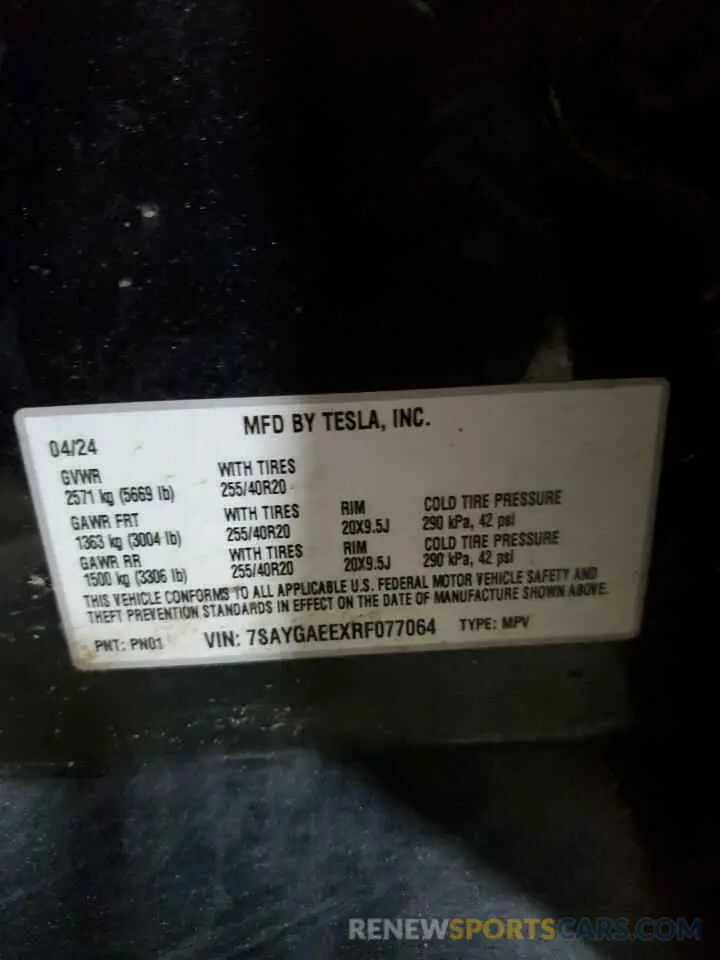 MFD BY TESLA, INC.
04/24
GVWR WITH TIRES
2571 kg (5669 lb) 255/40R20
GAWR FRT WITH TIRES RIM COLD TIRE PRESSURE
1363 kg (3004 lb) 255/40R20 20X9.5J 290 kPa, 42 psi
GAWR RR WITH TIRES RIM COLD TIRE PRESSURE
1500 kg (3306 lb) 255/40R20 20X9.5J 290 kPa, 42 psi
THIS VEHICLE CONFORMS TO ALL APPLICABLE U.S. FEDERAL MOTOR VEHICLE SAFETY AND
THEFT PREVENTION STANDARDS IN EFFECT ON THE DATE OF MANUFACTURE SHOWN ABOVE.
PNT: PN01 VIN: 7SAYGAEEXRF077064 TYPE: MPV
RENEWSPORTSCARS.COM